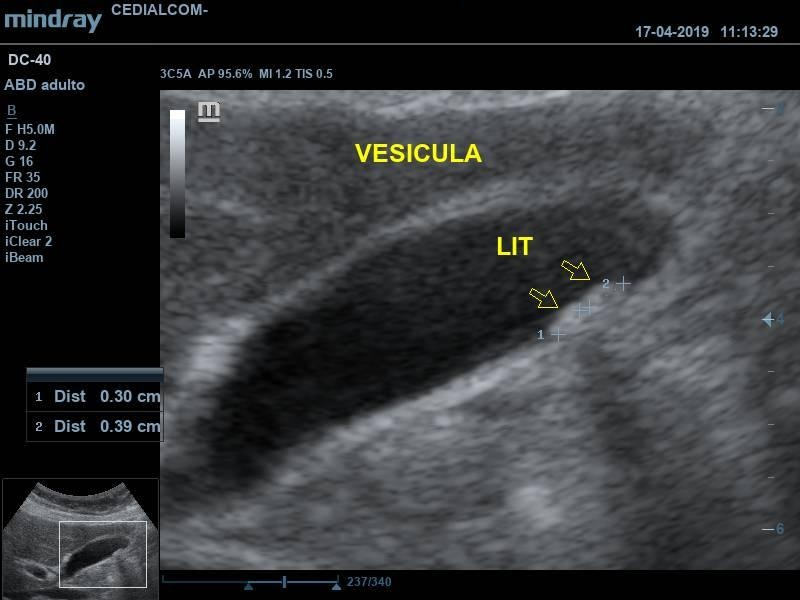 mindray
CEDIALCOM-
17-04-2019 11:13:29
DC-40
ABD adulto
3C5A AP 95.6% MI 1.2 TIS 0.5
B
F H5.0M
D 9.2
G 16
FR 35
DR 200
Z 2.25
iTouch
iClear 2
iBeam
m
VESICULA
LIT
2
1
4
6
1 Dist 0.30 cm
2 Dist 0.39 cm
237/340